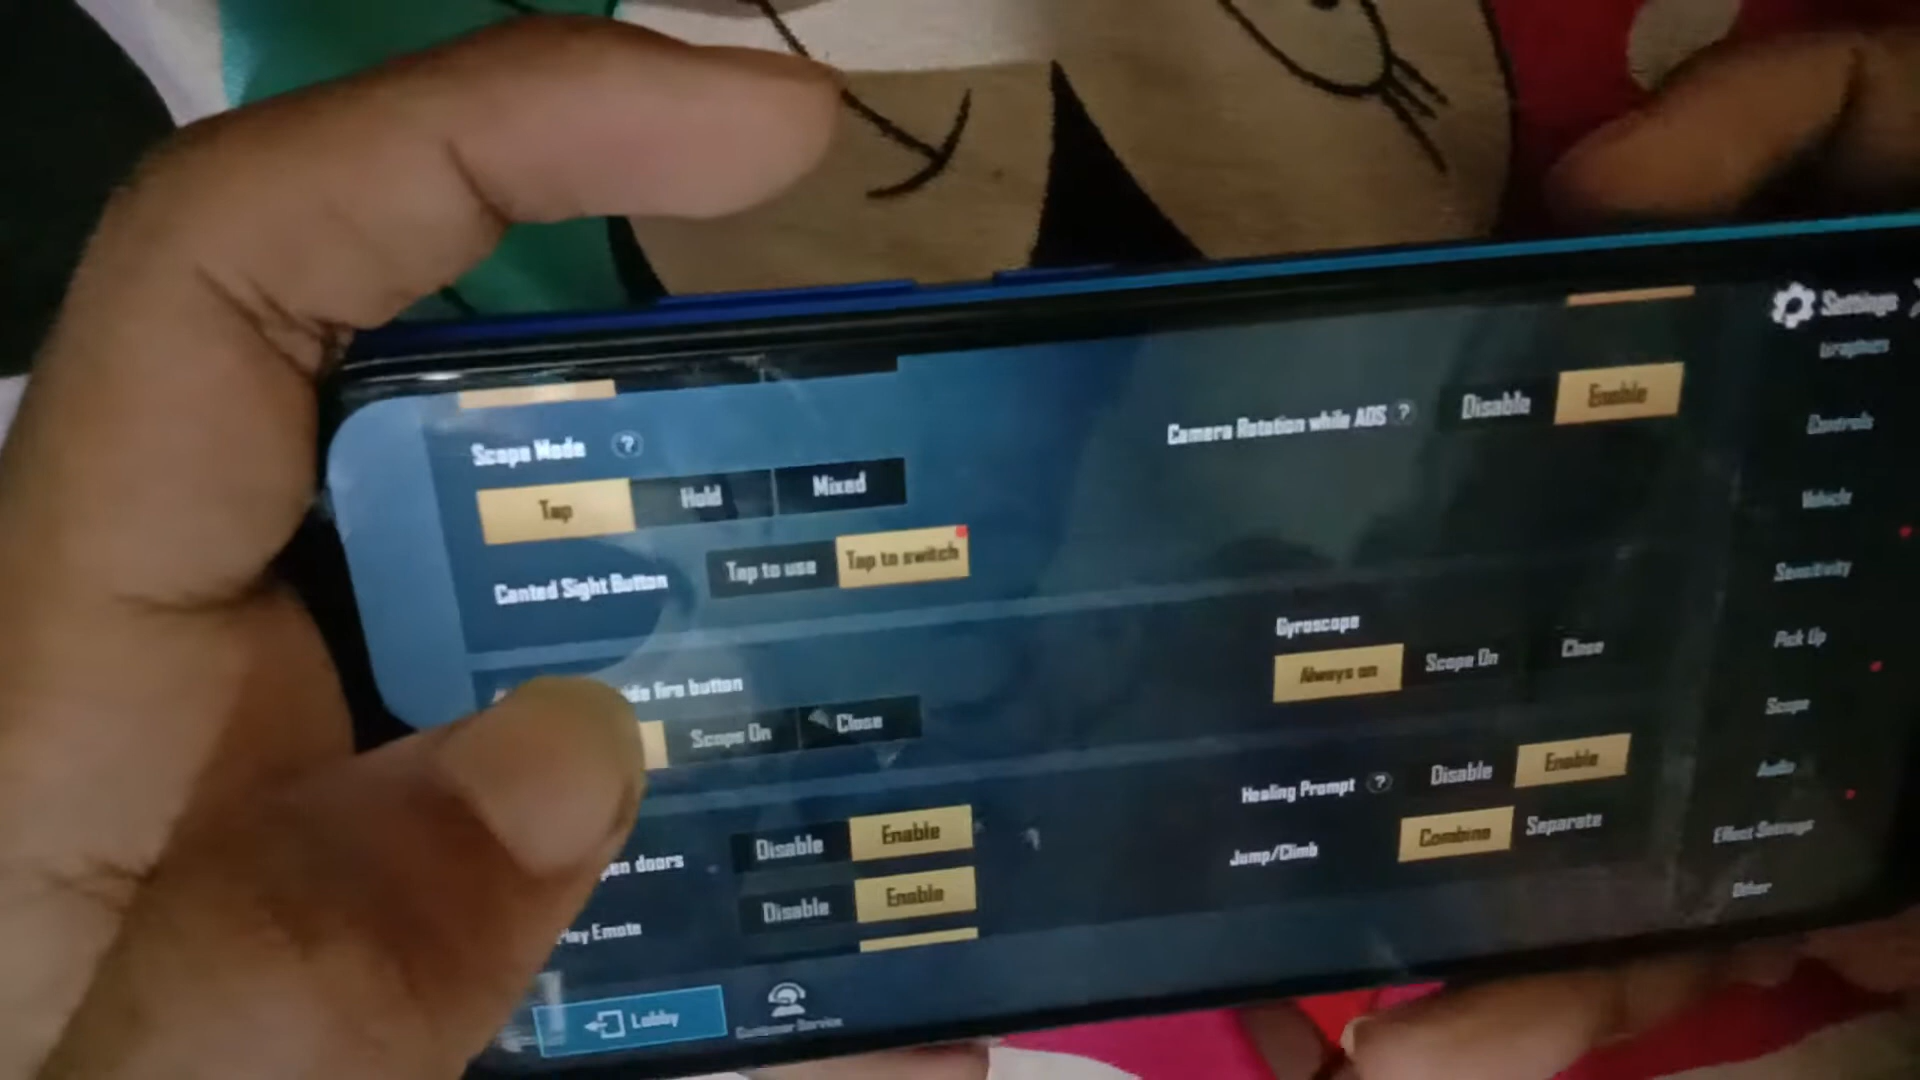 Settings
Graphics
Scope Mode ?
Camera Rotation while ADS ? Disable Enable
Controls
Tap Hold Mixed
Vehicle
Canted Sight Button Tap to use Tap to switch
Sensitivity
Gyroscope
Always on Scope On Close
Pick Up
fire button
Scope On Close
Scope
Healing Prompt ? Disable Enable
Audio
doors Disable Enable
Jump/Climb Combine Separate
Effect Settings
Play Emote Disable Enable
Other
Lobby
Customer Service